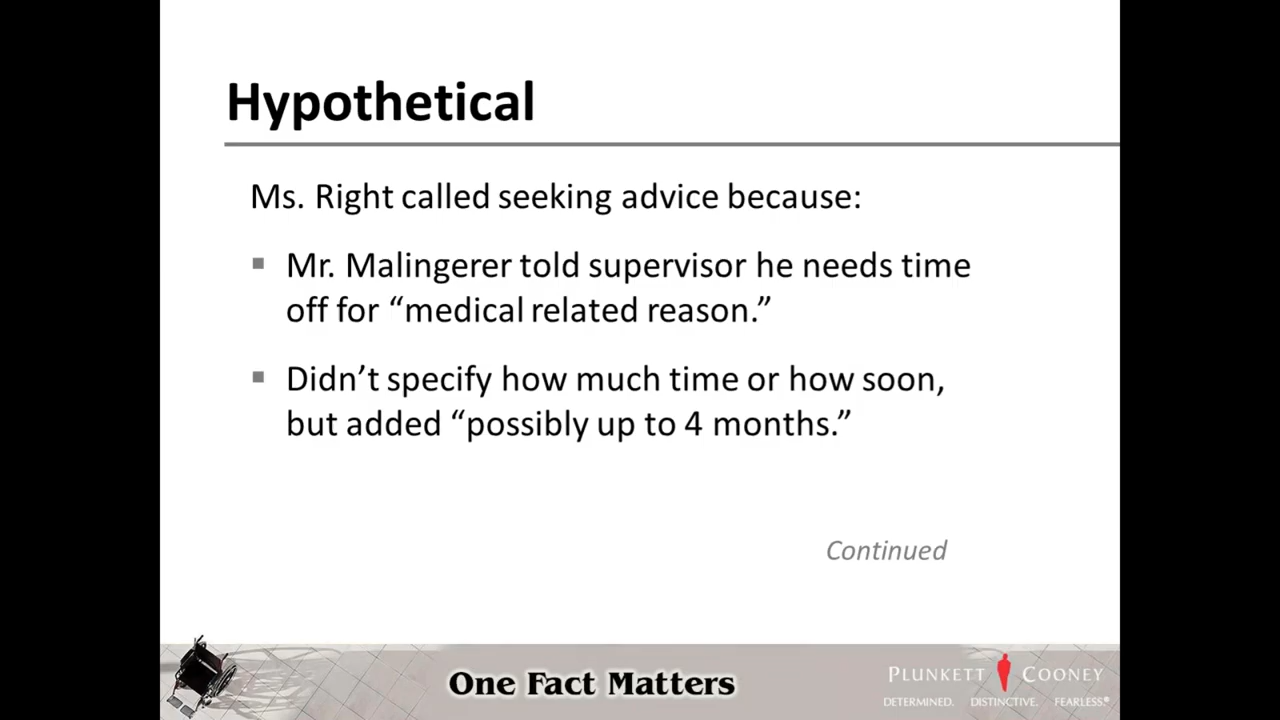 Hypothetical
Ms. Right called seeking advice because:
Mr. Malingerer told supervisor he needs time
off for “medical related reason.”
Didn’t specify how much time or how soon,
but added “possibly up to 4 months.”
Continued
One Fact Matters
PLUNKETT COONEY
DETERMINED. DISTINCTIVE. FEARLESS.®